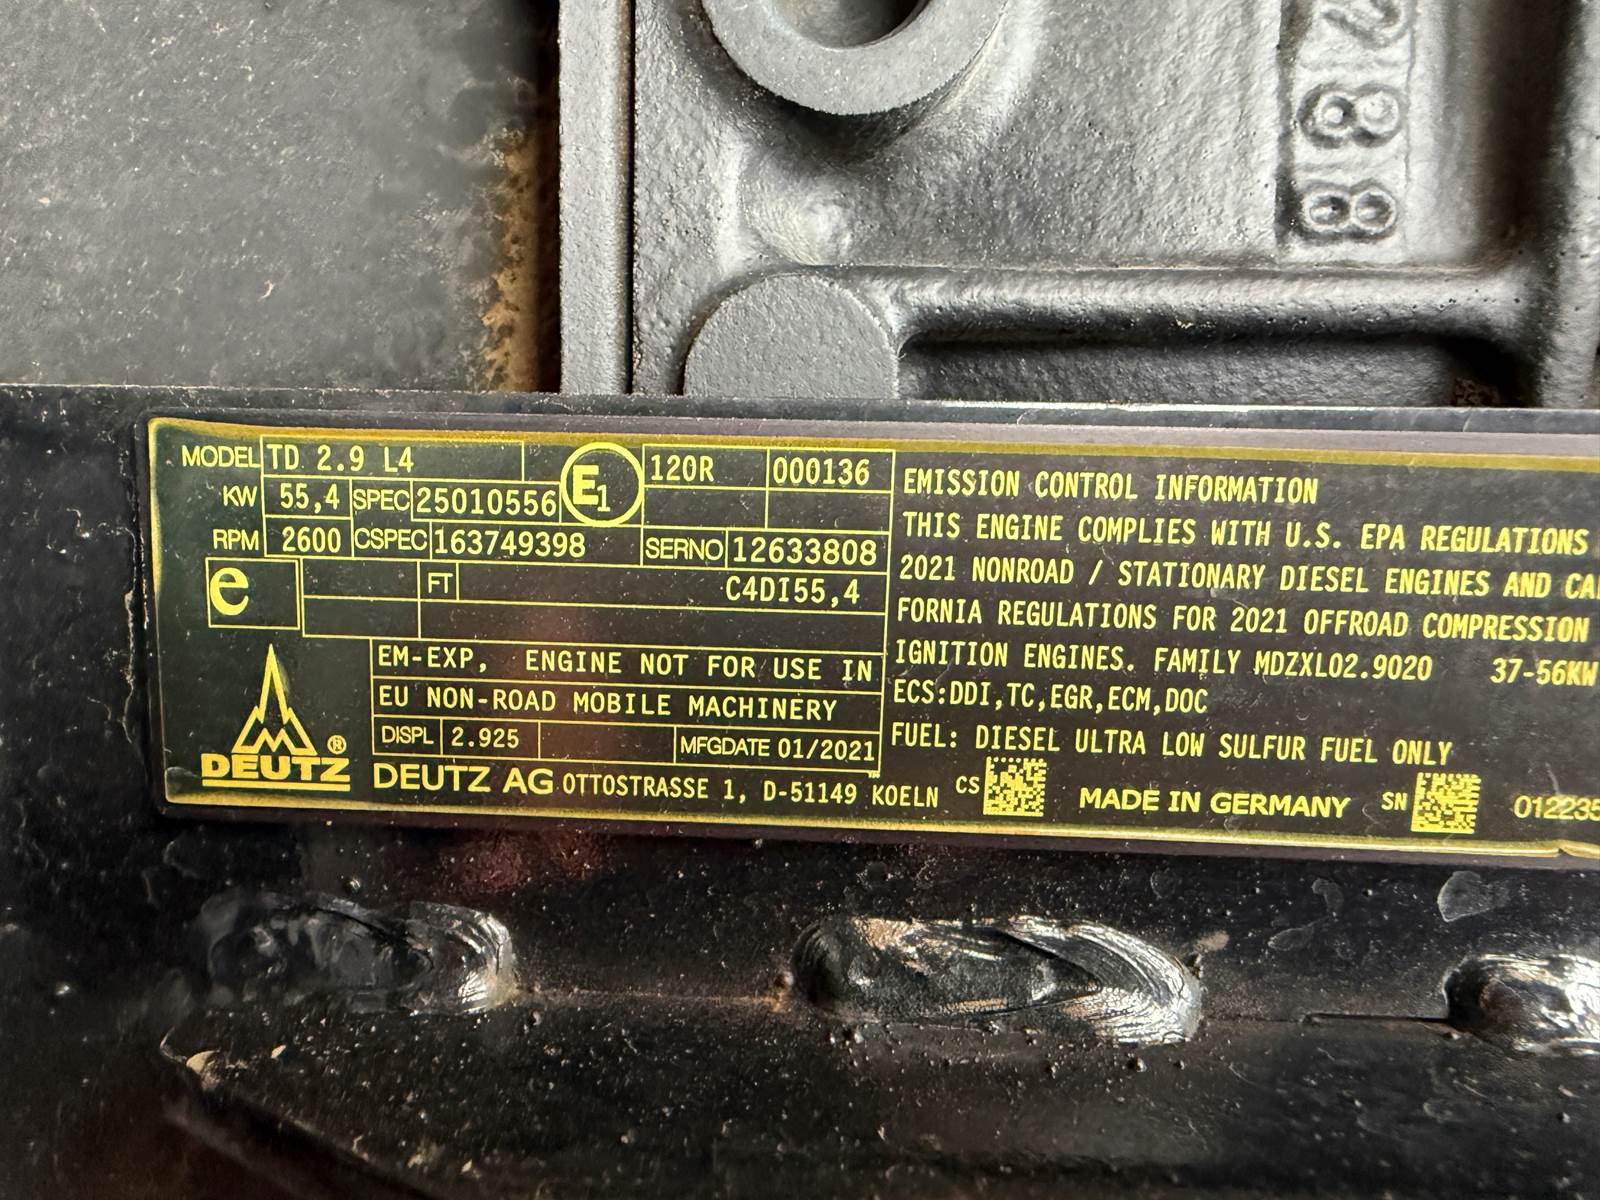 288
MODEL TD 2.9 L4
KW 55,4 SPEC 25010556 E1 120R 000136
RPM 2600 CSPEC 163749398 SERNO 12633808
e FT C4DI55,4
EM-EXP, ENGINE NOT FOR USE IN
EU NON-ROAD MOBILE MACHINERY
DISPL 2.925 MFGDATE 01/2021
DEUTZ ® DEUTZ AG OTTOSTRASSE 1, D-51149 KOELN
EMISSION CONTROL INFORMATION
THIS ENGINE COMPLIES WITH U.S. EPA REGULATIONS
2021 NONROAD / STATIONARY DIESEL ENGINES AND CAL
FORNIA REGULATIONS FOR 2021 OFFROAD COMPRESSION
IGNITION ENGINES. FAMILY MDZXL02.9020 37-56KW
ECS:DDI,TC,EGR,ECM,DOC
FUEL: DIESEL ULTRA LOW SULFUR FUEL ONLY
CS MADE IN GERMANY SN 012235